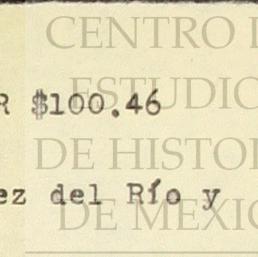 CENTRO
R $100.46
ESTUDIO
DE HISTO
ez del Río y
DE MEXIC